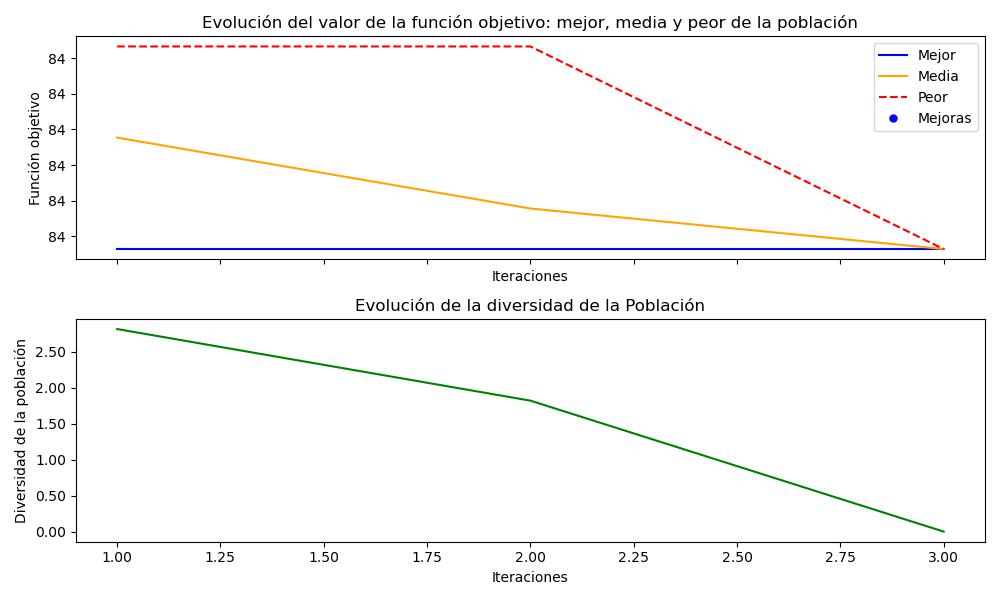 Evolución del valor de la función objetivo: mejor, media y peor de la población
Función objetivo
84
84
84
84
84
84
Mejor
Media
Peor
Mejoras
Iteraciones
Evolución de la diversidad de la Población
Diversidad de la población
2.50
2.00
1.50
1.00
0.50
0.00
1.00 1.25 1.50 1.75 2.00 2.25 2.50 2.75 3.00
Iteraciones